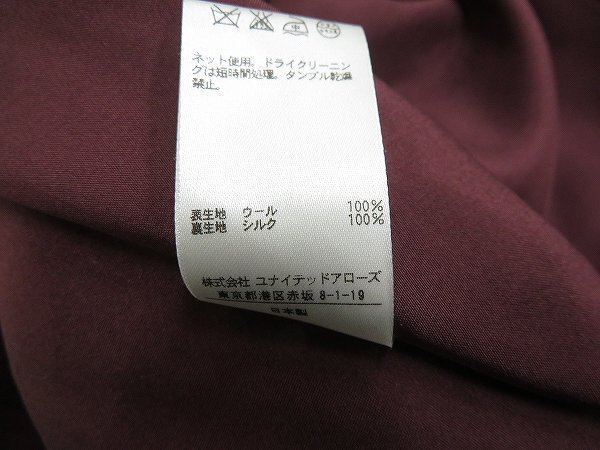 ネット使用。ドライクリーニン
グは短時間処理。タンブル乾燥
禁止。
表生地 ウール 100%
裏生地 シルク 100%
株式会社 ユナイテッドアローズ
東京都港区赤坂 8-1-19
日本製